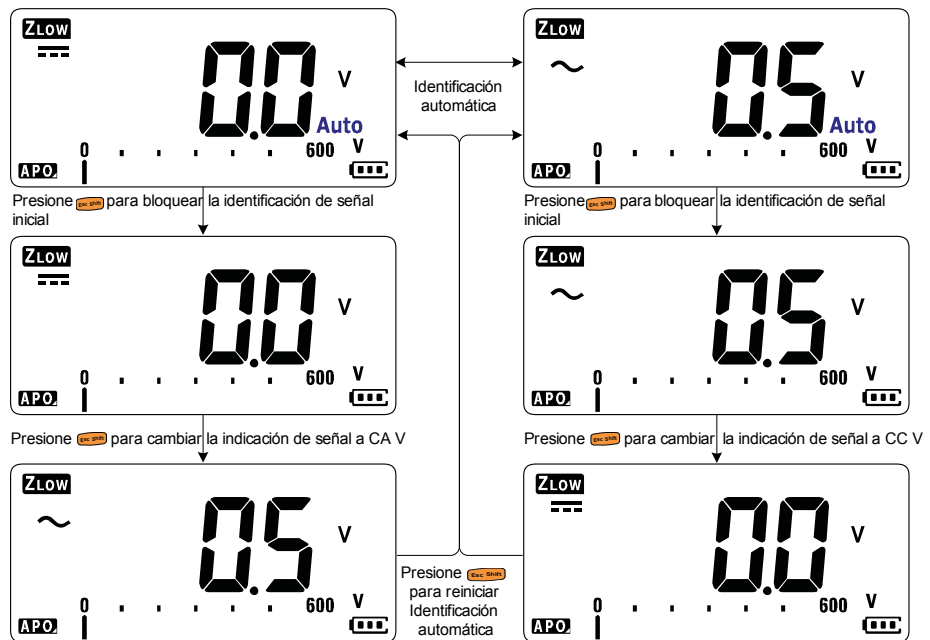 ZLOW
0.0 V
Auto
0 600 V
APO
Identificación
automática
ZLOW
0.5 V
Auto
0 600 V
APO
Presione Esc Shift para bloquear la identificación de señal
inicial
Presione Esc Shift para bloquear la identificación de señal
inicial
ZLOW
0.0 V
0 600 V
APO
ZLOW
0.5 V
0 600 V
APO
Presione Esc Shift para cambiar la indicación de señal a CA V
Presione Esc Shift para cambiar la indicación de señal a CC V
ZLOW
0.5 V
0 600 V
APO
Presione Esc Shift
para reiniciar
Identificación
automática
ZLOW
0.0 V
0 600 V
APO